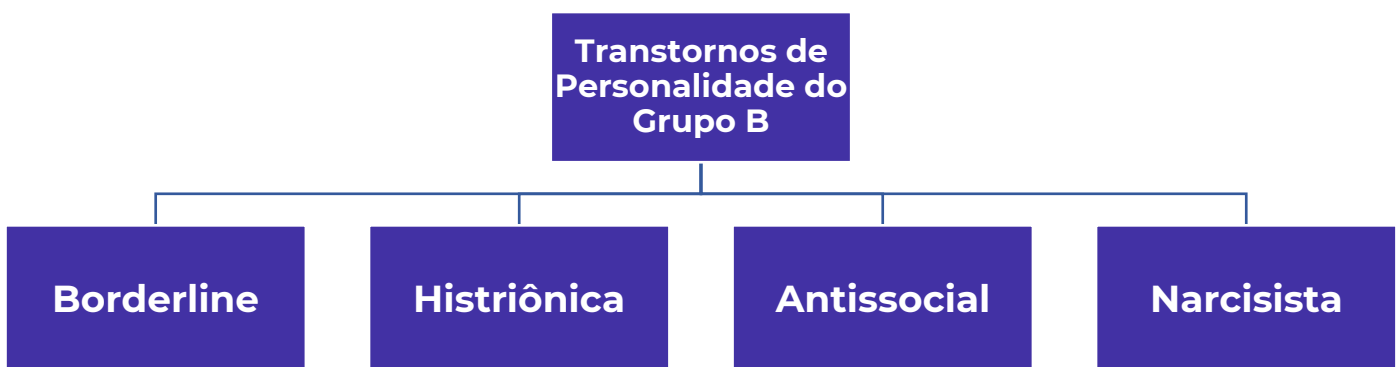 Transtornos de
Personalidade do
Grupo B
Borderline
Histriônica
Antissocial
Narcisista